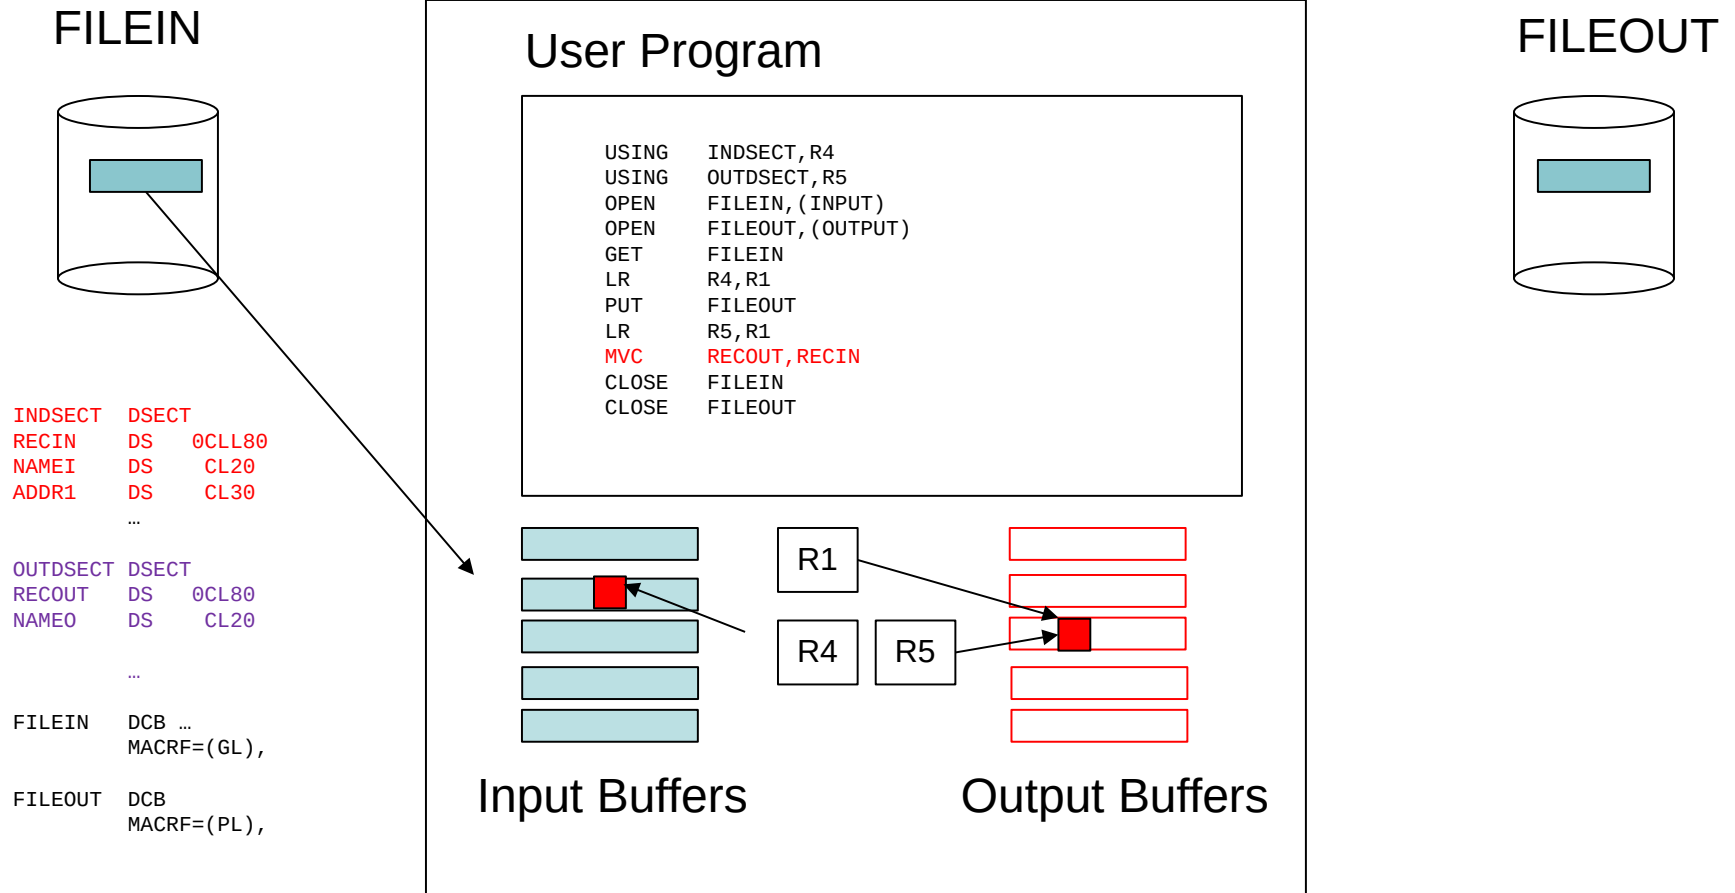 FILEIN
User Program
FILEOUT
USING   INDSECT,R4
USING   OUTDSECT,R5
OPEN    FILEIN,(INPUT)
OPEN    FILEOUT,(OUTPUT)
GET     FILEIN
LR      R4,R1
PUT     FILEOUT
LR      R5,R1
MVC     RECOUT,RECIN
CLOSE   FILEIN
CLOSE   FILEOUT
INDSECT  DSECT
RECIN    DS   0CLL80
NAMEI    DS    CL20
ADDR1    DS    CL30
…
OUTDSECT DSECT
RECOUT   DS   0CL80
NAMEO    DS    CL20
…
FILEIN   DCB …
MACRF=(GL),
FILEOUT  DCB
MACRF=(PL),
R1
R4
R5
Input Buffers
Output Buffers